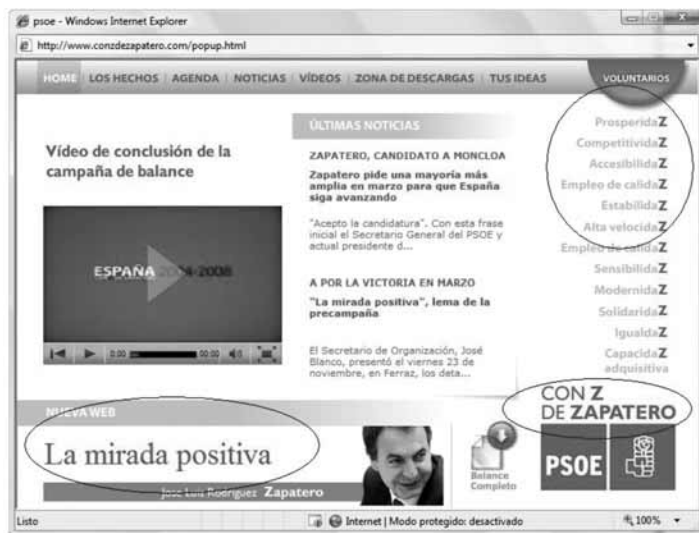 psoe - Windows Internet Explorer
http://www.conzdezapatero.com/popup.html
HOME LOS HECHOS AGENDA NOTICIAS VÍDEOS ZONA DE DESCARGAS TUS IDEAS VOLUNTARIOS
Vídeo de conclusión de la
campaña de balance
ESPAÑA 2004-2008
0:00 00:00
ÚLTIMAS NOTICIAS
ZAPATERO, CANDIDATO A MONCLOA
Zapatero pide una mayoría más
amplia en marzo para que España
siga avanzando
"Acepto la candidatura". Con esta frase
inicial el Secretario General del PSOE y
actual presidente d...
A POR LA VICTORIA EN MARZO
"La mirada positiva", lema de la
precampaña
El Secretario de Organización, José
Blanco, presentó el viernes 23 de
noviembre, en Ferraz, los deta...
ProsperidaZ
CompetitividaZ
AccesibilidaZ
Empleo de calidaZ
EstabilidaZ
Alta velocidaZ
Empleo de calidaZ
SensibilidaZ
ModernidaZ
SolidaridaZ
IgualdaZ
CapacidaZ
adquisitiva
NUEVA WEB
La mirada positiva
Jose Luis Rodríguez Zapatero
Balance
Completo
CON Z
DE ZAPATERO
PSOE
Listo
Internet | Modo protegido: desactivado
100%